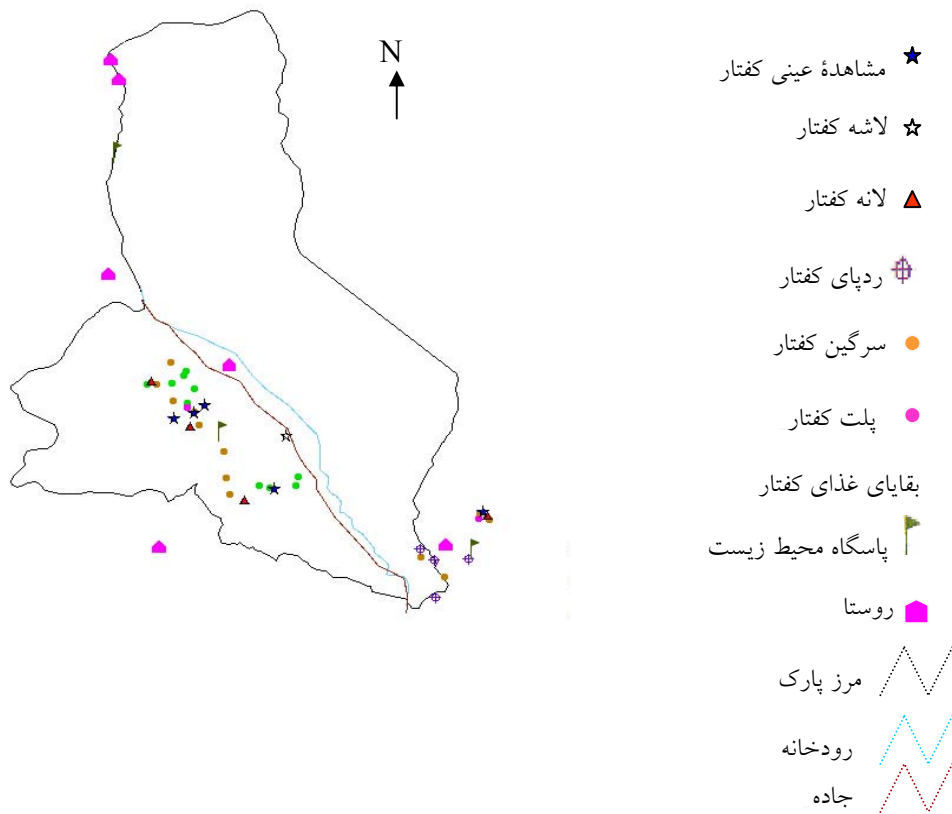 N
مشاهدهٔ عینی کفتار
لاشه کفتار
لانه کفتار
ردپای کفتار
سرگین کفتار
پلت کفتار
بقایای غذای کفتار
پاسگاه محیط زیست
روستا
مرز پارک
رودخانه
جاده